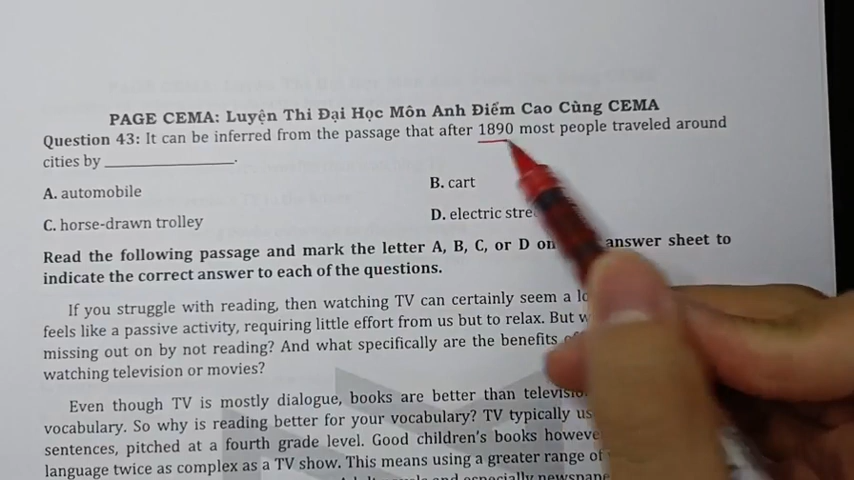 PAGE CEMA: Luyện Thi Đại Học Môn Anh Điểm Cao Cùng CEMA
Question 43: It can be inferred from the passage that after 1890 most people traveled around
cities by ____________.
A. automobile
B. cart
C. horse-drawn trolley
D. electric
Read the following passage and mark the letter A, B, C, or D on answer sheet to
indicate the correct answer to each of the questions.
If you struggle with reading, then watching TV can certainly seem a
feels like a passive activity, requiring little effort from us but to relax. But
missing out on by not reading? And what specifically are the benefits
watching television or movies?
Even though TV is mostly dialogue, books are better than
vocabulary. So why is reading better for your vocabulary? TV typically
sentences, pitched at a fourth grade level. Good children's books
language twice as complex as a TV show. This means using a greater range of
and especially